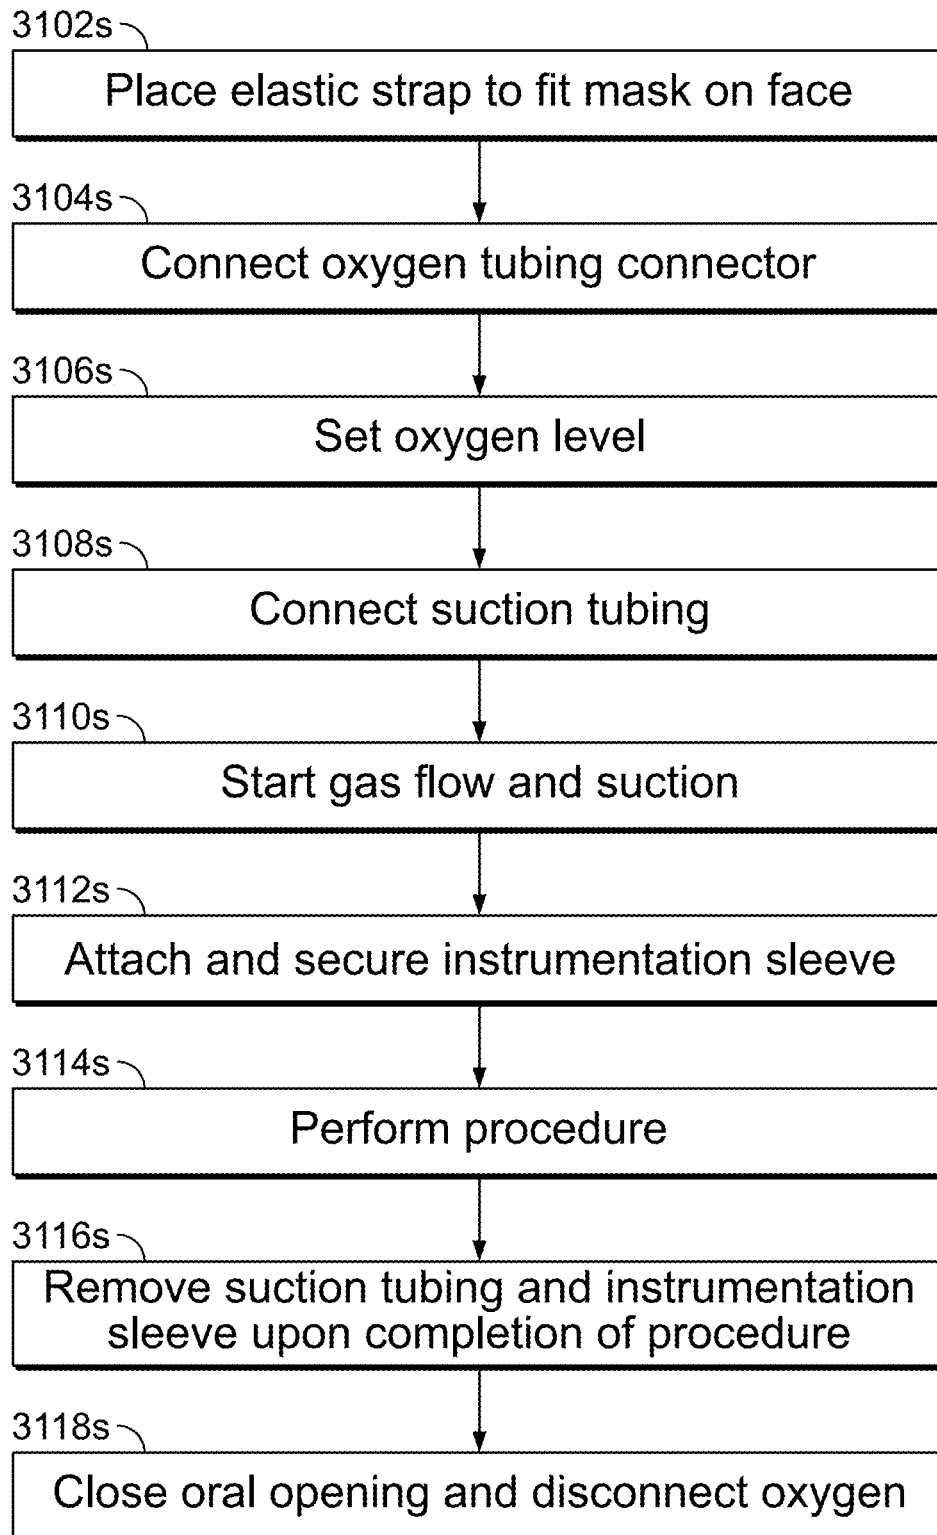 3102s
Place elastic strap to fit mask on face
3104s
Connect oxygen tubing connector
3106s
Set oxygen level
3108s
Connect suction tubing
3110s
Start gas flow and suction
3112s
Attach and secure instrumentation sleeve
3114s
Perform procedure
3116s
Remove suction tubing and instrumentation
sleeve upon completion of procedure
3118s
Close oral opening and disconnect oxygen